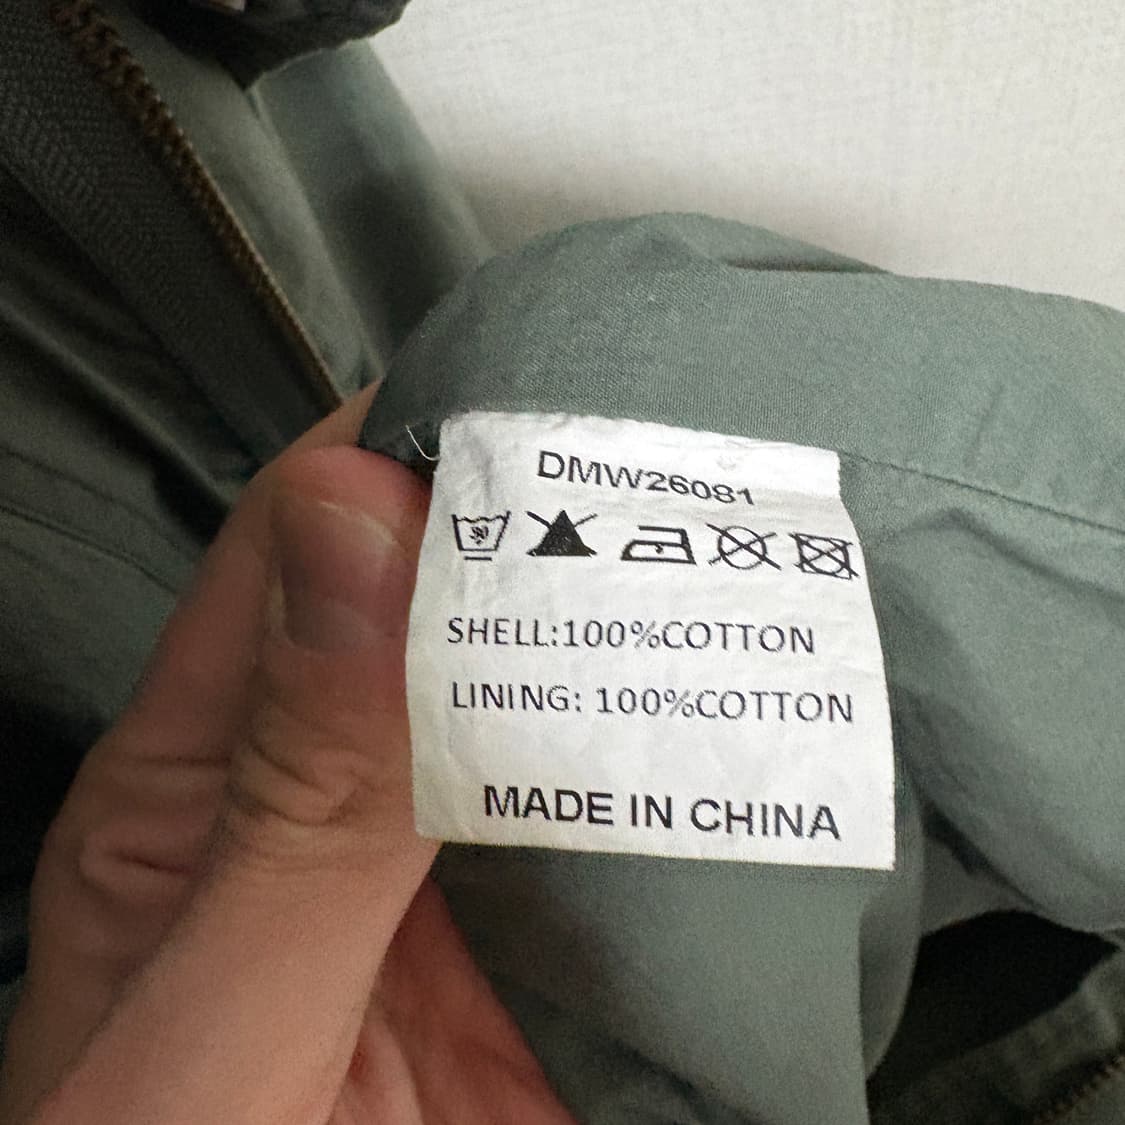 DMW26081
SHELL:100%COTTON
LINING: 100%COTTON
MADE IN CHINA